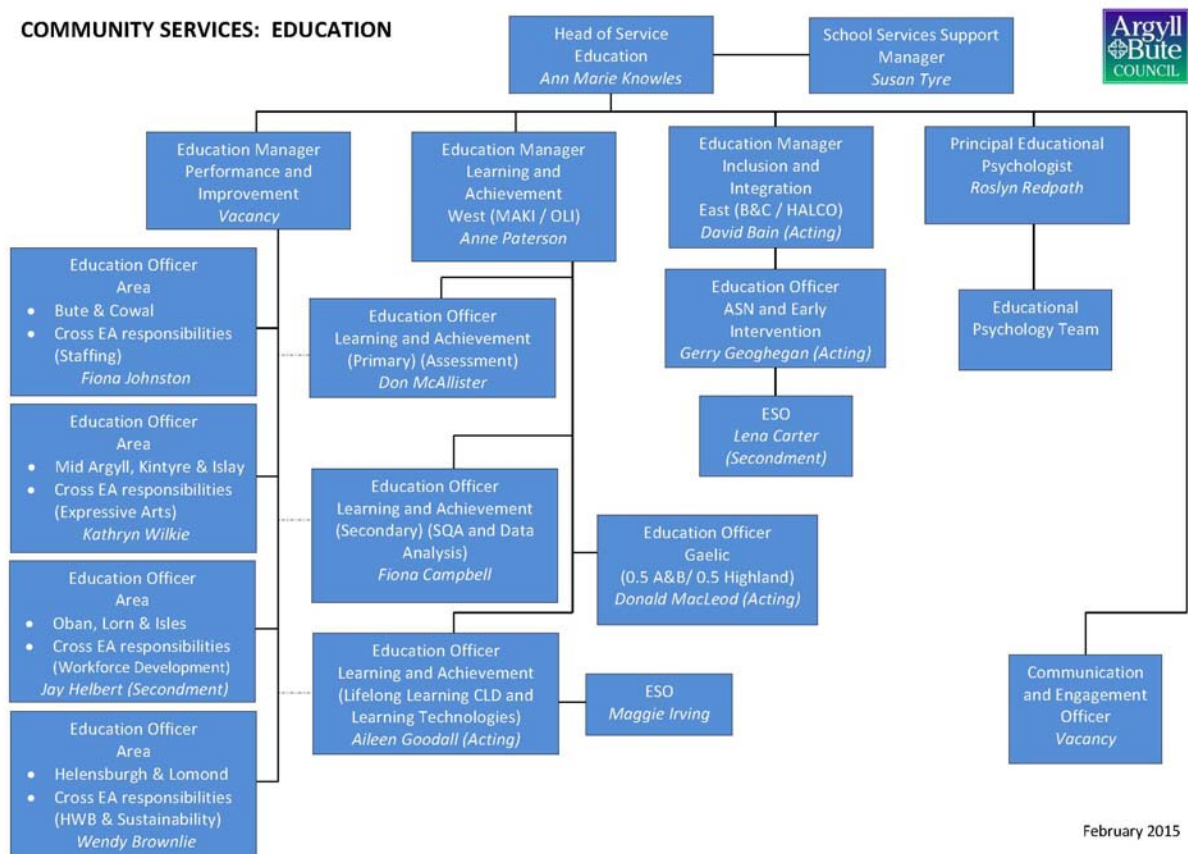 COMMUNITY SERVICES: EDUCATION
Head of Service
Education
Ann Marie Knowles
School Services Support
Manager
Susan Tyre
Argyll
&Bute
COUNCIL
Education Manager
Performance and
Improvement
Vacancy
Education Manager
Learning and
Achievement
West (MAKI / OLI)
Anne Paterson
Education Manager
Inclusion and
Integration
East (B&C / HALCO)
David Bain (Acting)
Principal Educational
Psychologist
Roslyn Redpath
Education Officer
Area
• Bute & Cowal
• Cross EA responsibilities
(Staffing)
Fiona Johnston
Education Officer
Learning and Achievement
(Primary) (Assessment)
Don McAllister
Education Officer
ASN and Early
Intervention
Gerry Geoghegan (Acting)
Educational
Psychology Team
Education Officer
Area
• Mid Argyll, Kintyre & Islay
• Cross EA responsibilities
(Expressive Arts)
Kathryn Wilkie
ESO
Lena Carter
(Secondment)
Education Officer
Learning and Achievement
(Secondary) (SQA and Data
Analysis)
Fiona Campbell
Education Officer
Gaelic
(0.5 A&B/ 0.5 Highland)
Donald MacLeod (Acting)
Education Officer
Area
• Oban, Lorn & Isles
• Cross EA responsibilities
(Workforce Development)
Jay Helbert (Secondment)
Education Officer
Learning and Achievement
(Lifelong Learning CLD and
Learning Technologies)
Aileen Goodall (Acting)
ESO
Maggie Irving
Communication
and Engagement
Officer
Vacancy
Education Officer
Area
• Helensburgh & Lomond
• Cross EA responsibilities
(HWB & Sustainability)
Wendy Brownlie
February 2015